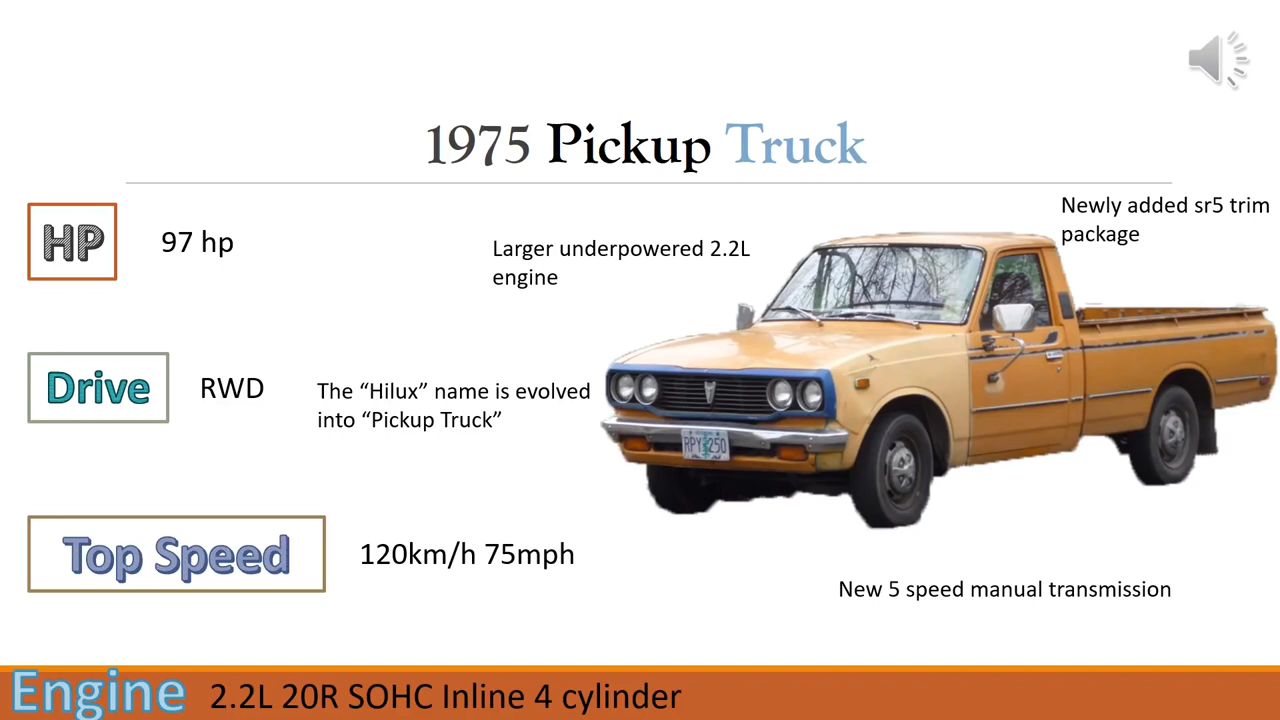 1975 Pickup Truck
HP
97 hp
Larger underpowered 2.2L
engine
Newly added sr5 trim
package
Drive
RWD
The “Hilux” name is evolved
into “Pickup Truck”
RPY 250
Top Speed
120km/h 75mph
New 5 speed manual transmission
Engine
2.2L 20R SOHC Inline 4 cylinder